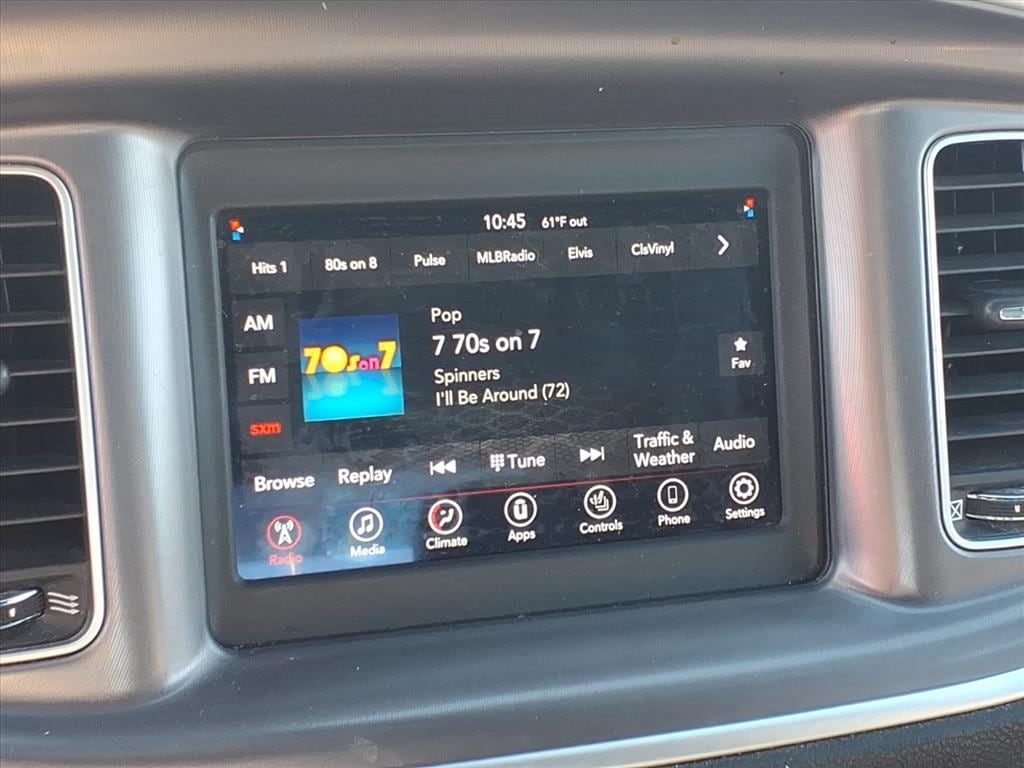 10:45 61°F out
Hits 1 80s on 8 Pulse MLBRadio Elvis ClsVinyl
AM
FM
sxm
70s on 7
Pop
7 70s on 7
Spinners
I'll Be Around (72)
Fav
Browse Replay Tune Traffic & Weather Audio
Radio Media Climate Apps Controls Phone Settings